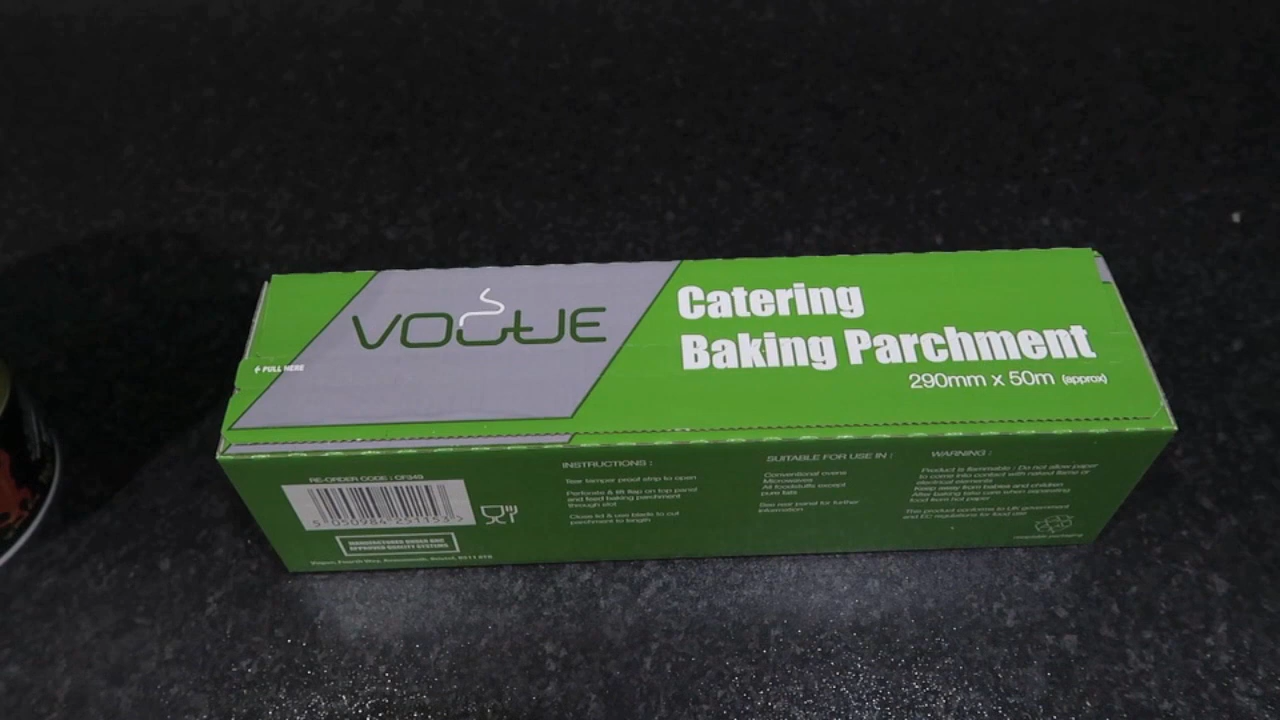 VOGUE
Catering
Baking Parchment
290mm x 50m (approx)
PULL HERE
RE-ORDER CODE : CF349
MANUFACTURED UNDER BRC
APPROVED QUALITY SYSTEMS
Vogue, Fourth Way, Avonmouth, Bristol, BS11 8TB
INSTRUCTIONS :
Tear tamper proof strip to open
Perforate & lift flap on top panel
and feed baking parchment
through slot
Close lid & use blade to cut
parchment to length
SUITABLE FOR USE IN :
Conventional ovens
Microwaves
All foodstuffs except
pure fats
See rear panel for further
information
WARNING :
Product is flammable : Do not allow paper
to come into contact with naked flame or
electrical elements
Keep away from babies and children
After baking take care when separating
food from hot paper
This product conforms to UK government
and EC regulations for food use
recyclable packaging